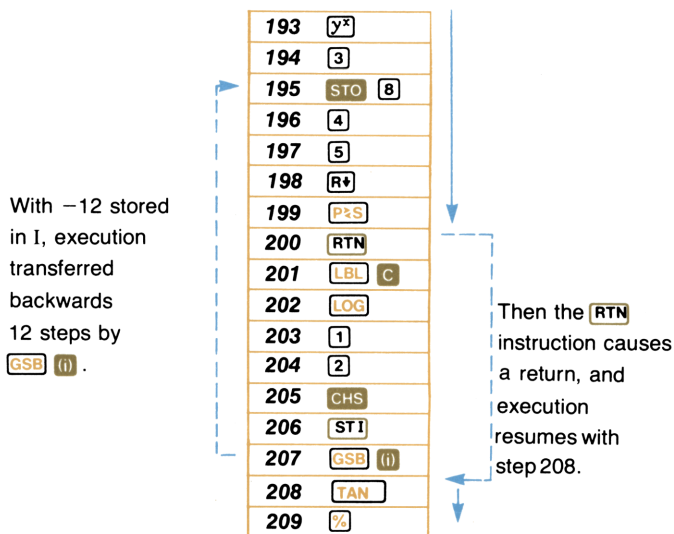 193 yˣ
194 3
195 STO 8
196 4
197 5
198 R↓
199 P⇄S
200 RTN
201 LBL C
202 LOG
203 1
204 2
205 CHS
206 ST I
207 GSB (i)
208 TAN
209 %
With −12 stored
in I, execution
transferred
backwards
12 steps by
GSB (i) .
Then the RTN
instruction causes
a return, and
execution
resumes with
step 208.